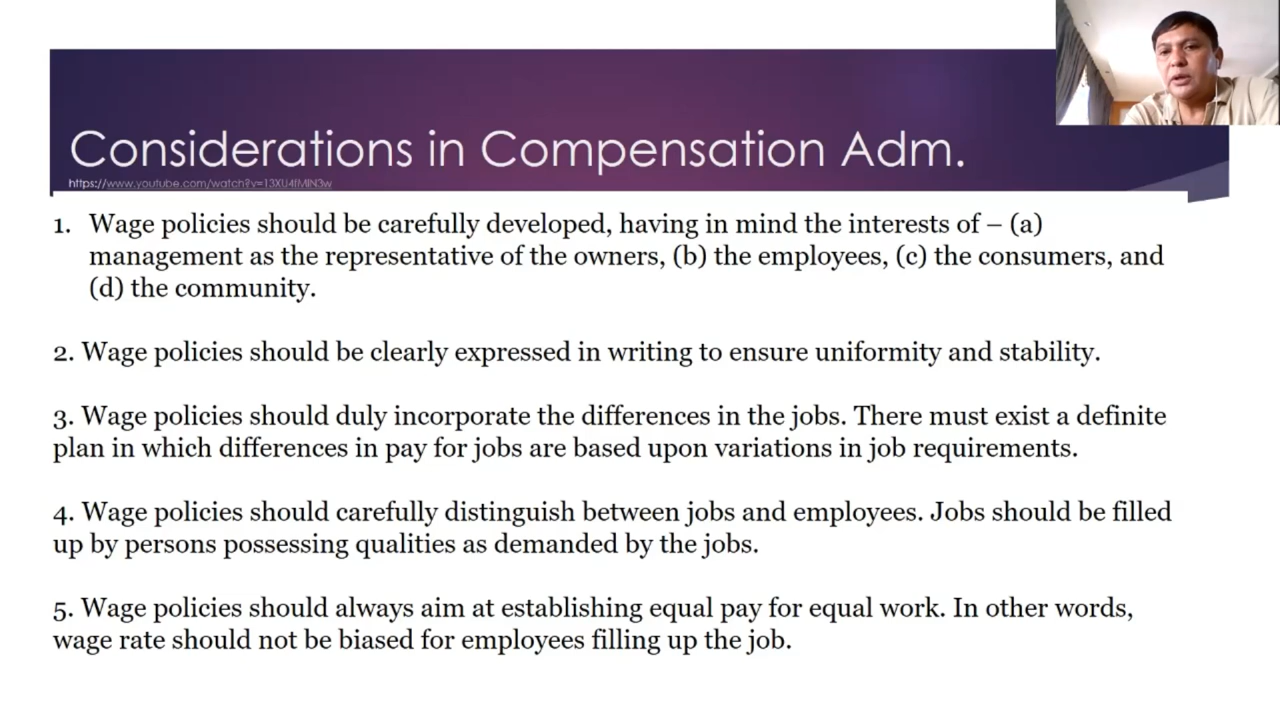 Considerations in Compensation Adm.
1. Wage policies should be carefully developed, having in mind the interests of – (a)
management as the representative of the owners, (b) the employees, (c) the consumers, and
(d) the community.
2. Wage policies should be clearly expressed in writing to ensure uniformity and stability.
3. Wage policies should duly incorporate the differences in the jobs. There must exist a definite
plan in which differences in pay for jobs are based upon variations in job requirements.
4. Wage policies should carefully distinguish between jobs and employees. Jobs should be filled
up by persons possessing qualities as demanded by the jobs.
5. Wage policies should always aim at establishing equal pay for equal work. In other words,
wage rate should not be biased for employees filling up the job.